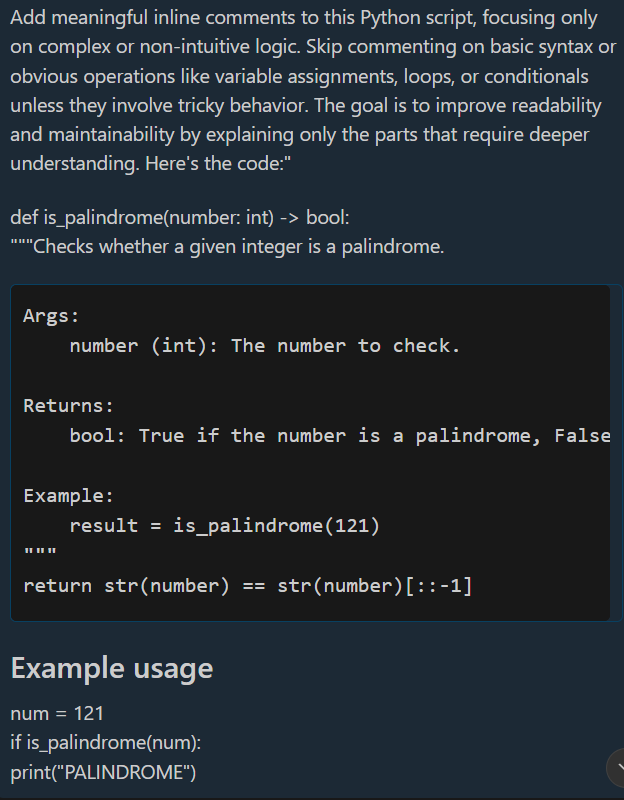 Add meaningful inline comments to this Python script, focusing only
on complex or non-intuitive logic. Skip commenting on basic syntax or
obvious operations like variable assignments, loops, or conditionals
unless they involve tricky behavior. The goal is to improve readability
and maintainability by explaining only the parts that require deeper
understanding. Here's the code:"
def is_palindrome(number: int) -> bool:
"""Checks whether a given integer is a palindrome.
Args:
    number (int): The number to check.
Returns:
    bool: True if the number is a palindrome, False
Example:
    result = is_palindrome(121)
"""
return str(number) == str(number)[::-1]
Example usage
num = 121
if is_palindrome(num):
print("PALINDROME")